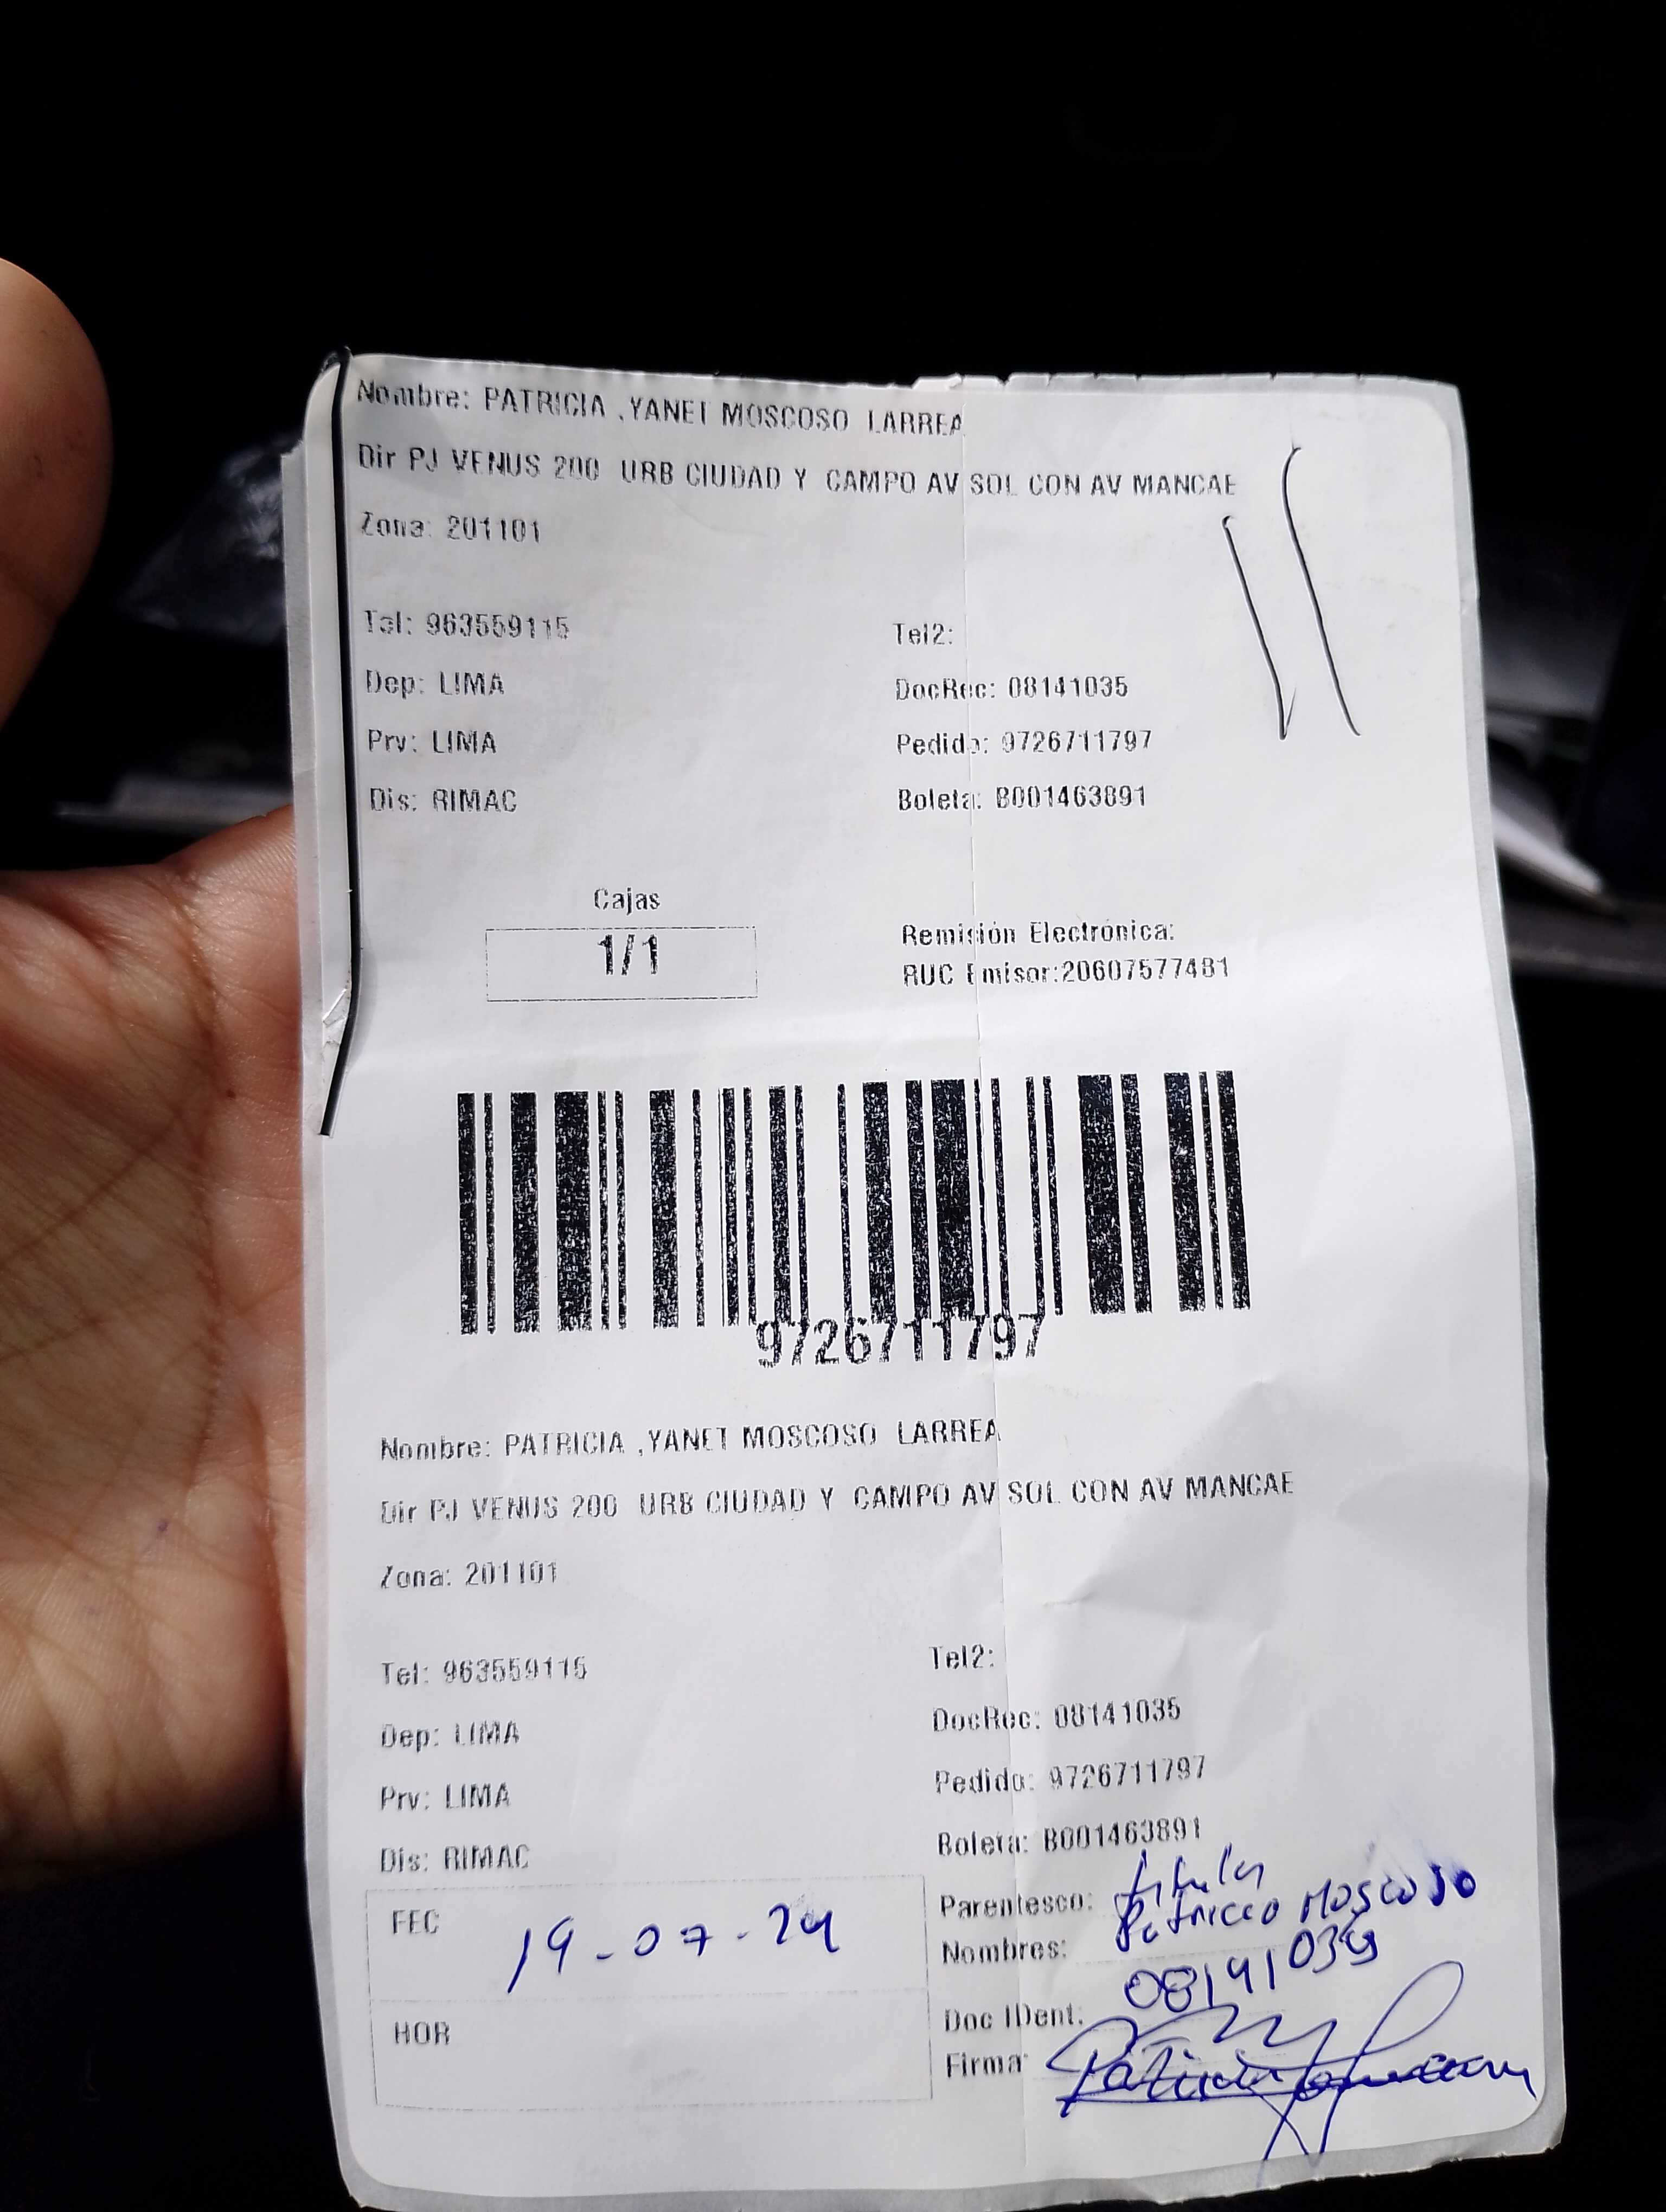 Nombre: PATRICIA ,YANET MOSCOSO LARREA
Dir PJ VENUS 200 URB CIUDAD Y CAMPO AV SOL CON AV MANCAE
Zona: 201101
Tel: 963559115 Tel2:
Dep: LIMA DocRec: 08141035
Prv: LIMA Pedido: 9726711797
Dis: RIMAC Boleta: B001463891
Cajas
1/1
Remisión Electrónica:
RUC Emisor:20607577481
9726711797
Nombre: PATRICIA ,YANET MOSCOSO LARREA
Dir PJ VENUS 200 URB CIUDAD Y CAMPO AV SOL CON AV MANCAE
Zona: 201101
Tel: 963559115 Tel2:
Dep: LIMA DocRec: 08141035
Prv: LIMA Pedido: 9726711797
Dis: RIMAC Boleta: B001463891
FEC 19-07-24
HOR
Parentesco: titular
Nombres: Patricia Moscoso
Doc IDent: 08141035
Firma: